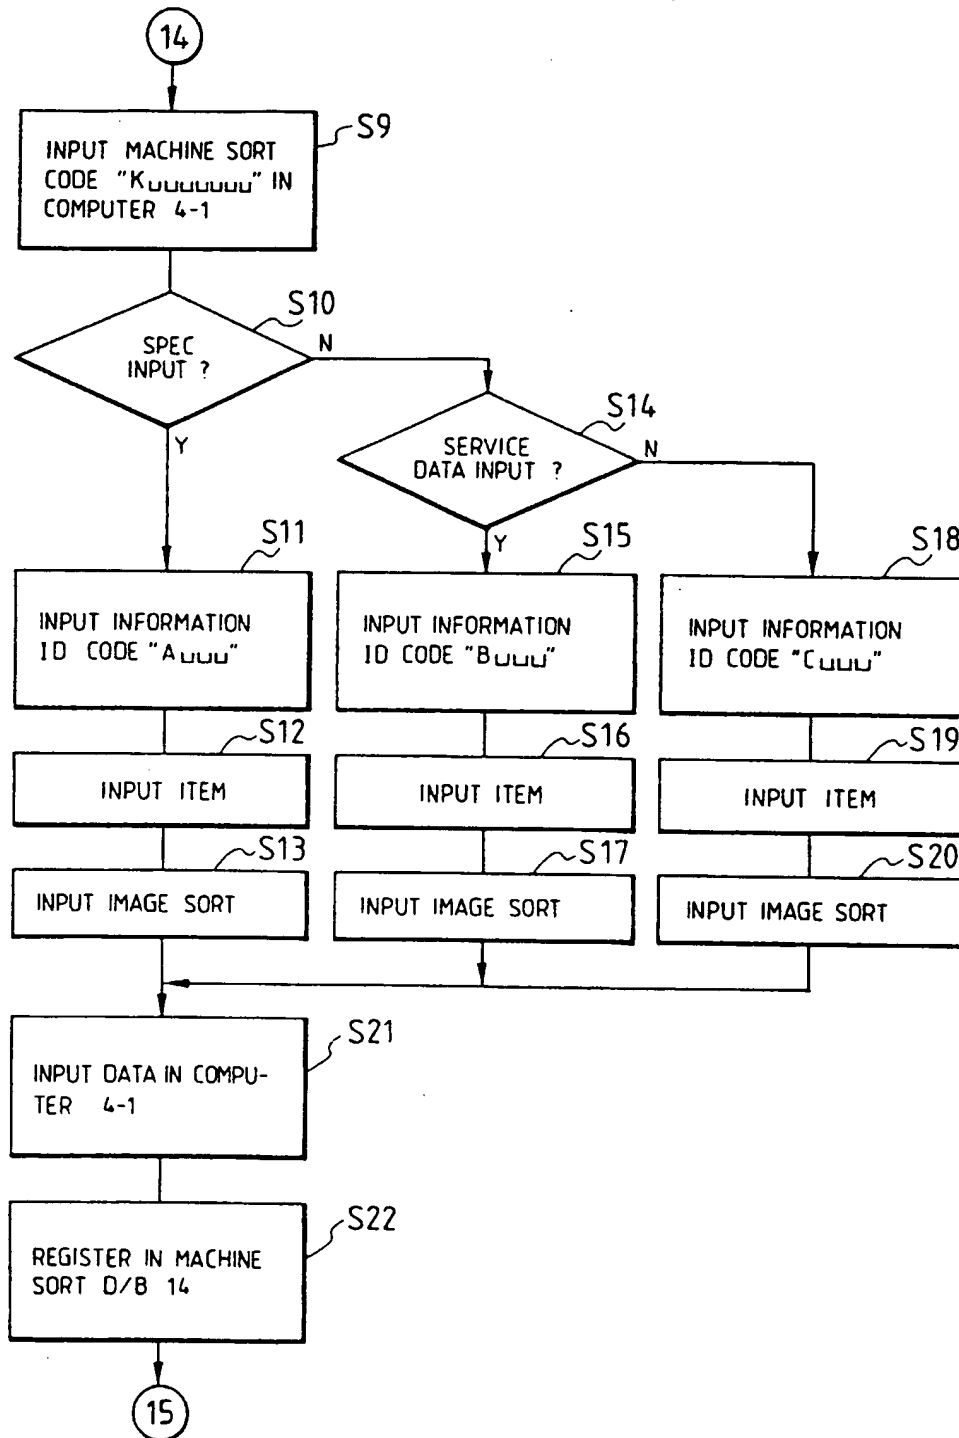 14
S9
INPUT MACHINE SORT
CODE "K␣␣␣␣␣␣␣" IN
COMPUTER 4-1
S10
SPEC
INPUT ?
N
Y
S14
SERVICE
DATA INPUT ?
N
Y
S11
INPUT INFORMATION
ID CODE "A␣␣␣"
S15
INPUT INFORMATION
ID CODE "B␣␣␣"
S18
INPUT INFORMATION
ID CODE "C␣␣␣"
S12
INPUT ITEM
S16
INPUT ITEM
S19
INPUT ITEM
S13
INPUT IMAGE SORT
S17
INPUT IMAGE SORT
S20
INPUT IMAGE SORT
S21
INPUT DATA IN COMPU-
TER 4-1
S22
REGISTER IN MACHINE
SORT D/B 14
15